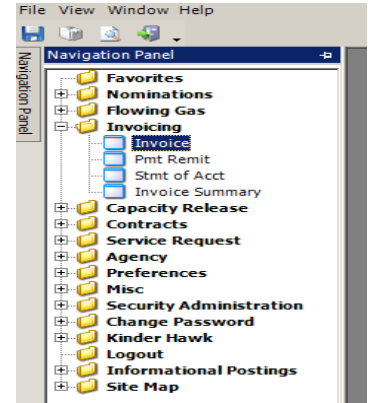 File View Window Help
Navigation Panel
Navigation Panel
Favorites
Nominations
Flowing Gas
Invoicing
Invoice
Pmt Remit
Stmt of Acct
Invoice Summary
Capacity Release
Contracts
Service Request
Agency
Preferences
Misc
Security Administration
Change Password
Kinder Hawk
Logout
Informational Postings
Site Map